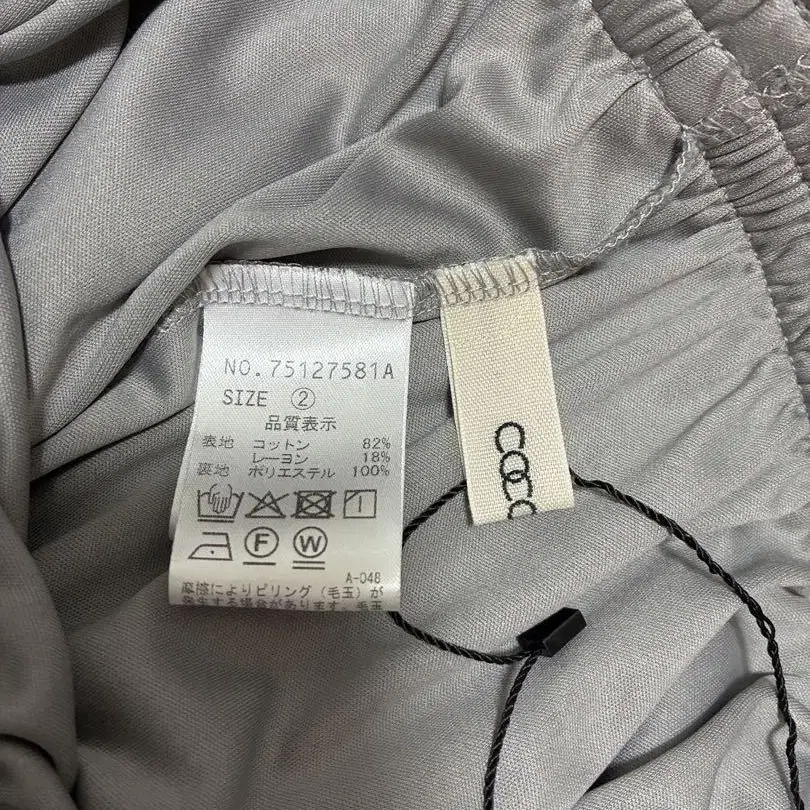 NO.75127581A
SIZE ②
品質表示
表地 コットン 82%
レーヨン 18%
裏地 ポリエステル 100%
F W
A-048
摩擦によりピリング(毛玉)が
発生する場合があります。毛玉
COCO